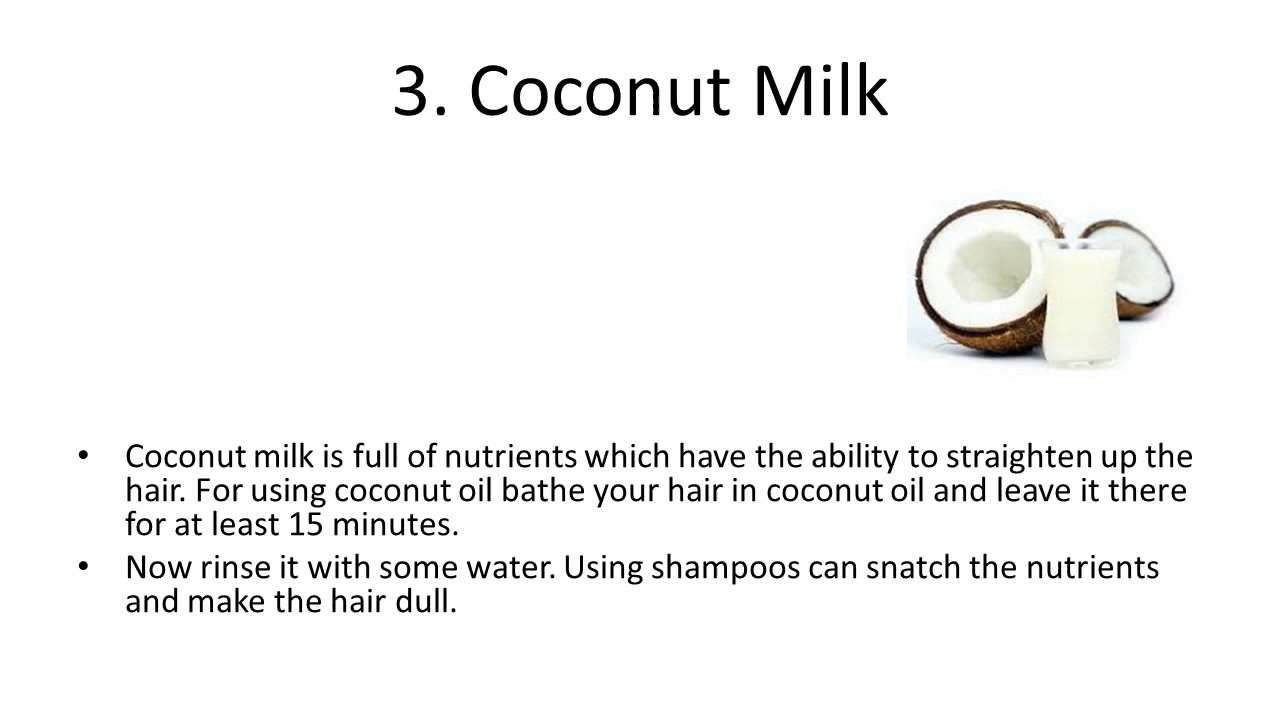 3. Coconut Milk
• Coconut milk is full of nutrients which have the ability to straighten up the
hair. For using coconut oil bathe your hair in coconut oil and leave it there
for at least 15 minutes.
• Now rinse it with some water. Using shampoos can snatch the nutrients
and make the hair dull.